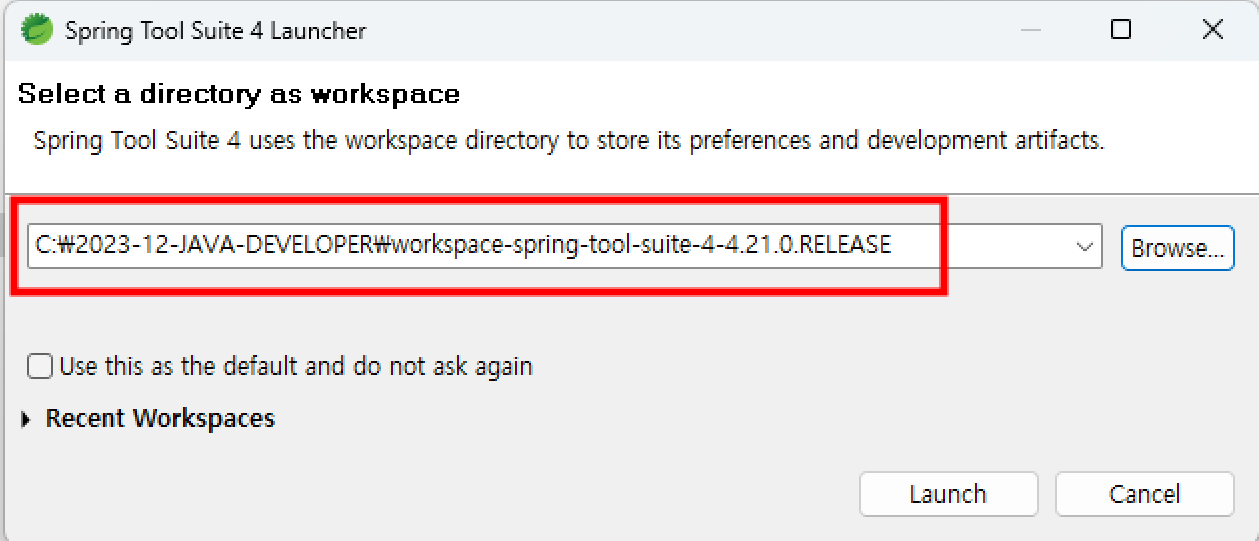 Spring Tool Suite 4 Launcher
Select a directory as workspace
Spring Tool Suite 4 uses the workspace directory to store its preferences and development artifacts.
C:₩2023-12-JAVA-DEVELOPER₩workspace-spring-tool-suite-4-4.21.0.RELEASE
Browse...
Use this as the default and do not ask again
Recent Workspaces
Launch
Cancel